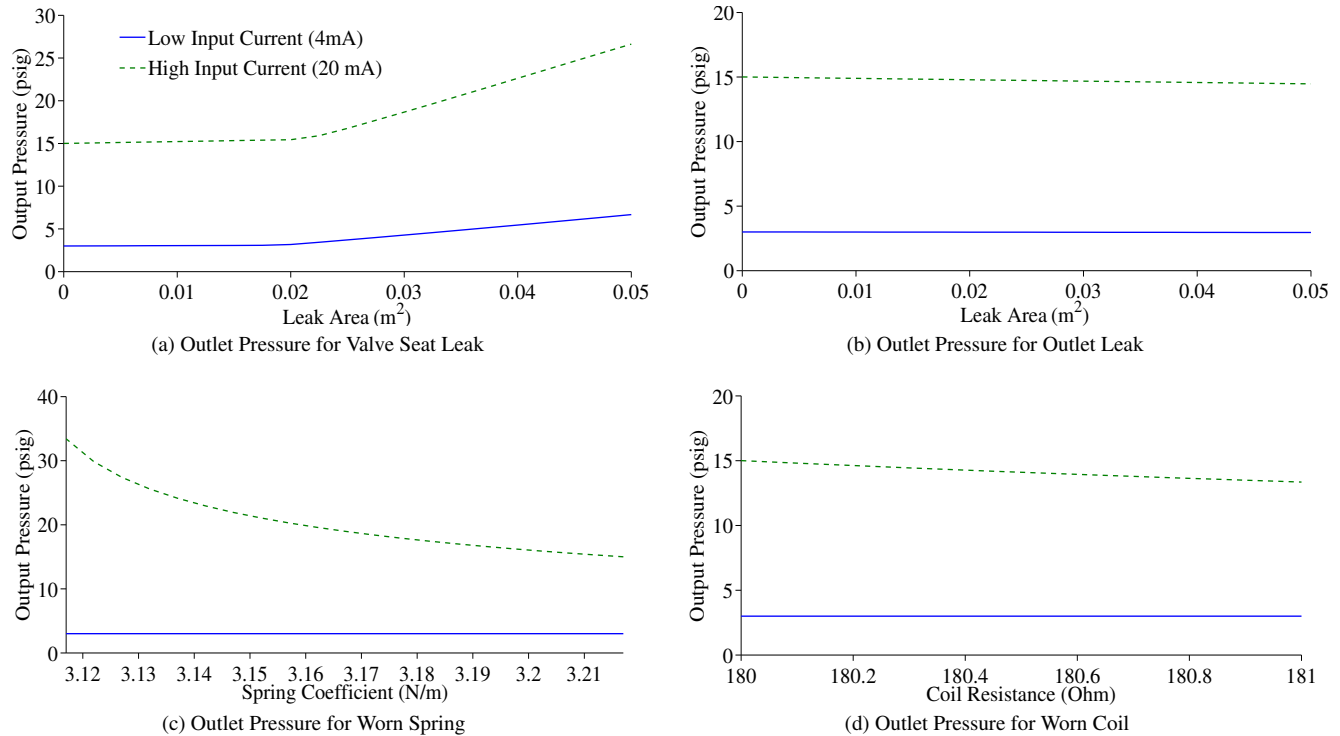 Output Pressure (psig)
30
25
20
15
10
5
0
Low Input Current (4mA)
High Input Current (20 mA)
0 0.01 0.02 0.03 0.04 0.05
Leak Area (m²)
(a) Outlet Pressure for Valve Seat Leak
Output Pressure (psig)
20
15
10
5
0
0 0.01 0.02 0.03 0.04 0.05
Leak Area (m²)
(b) Outlet Pressure for Outlet Leak
Output Pressure (psig)
40
30
20
10
0
3.12 3.13 3.14 3.15 3.16 3.17 3.18 3.19 3.2 3.21
Spring Coefficient (N/m)
(c) Outlet Pressure for Worn Spring
Output Pressure (psig)
20
15
10
5
0
180 180.2 180.4 180.6 180.8 181
Coil Resistance (Ohm)
(d) Outlet Pressure for Worn Coil